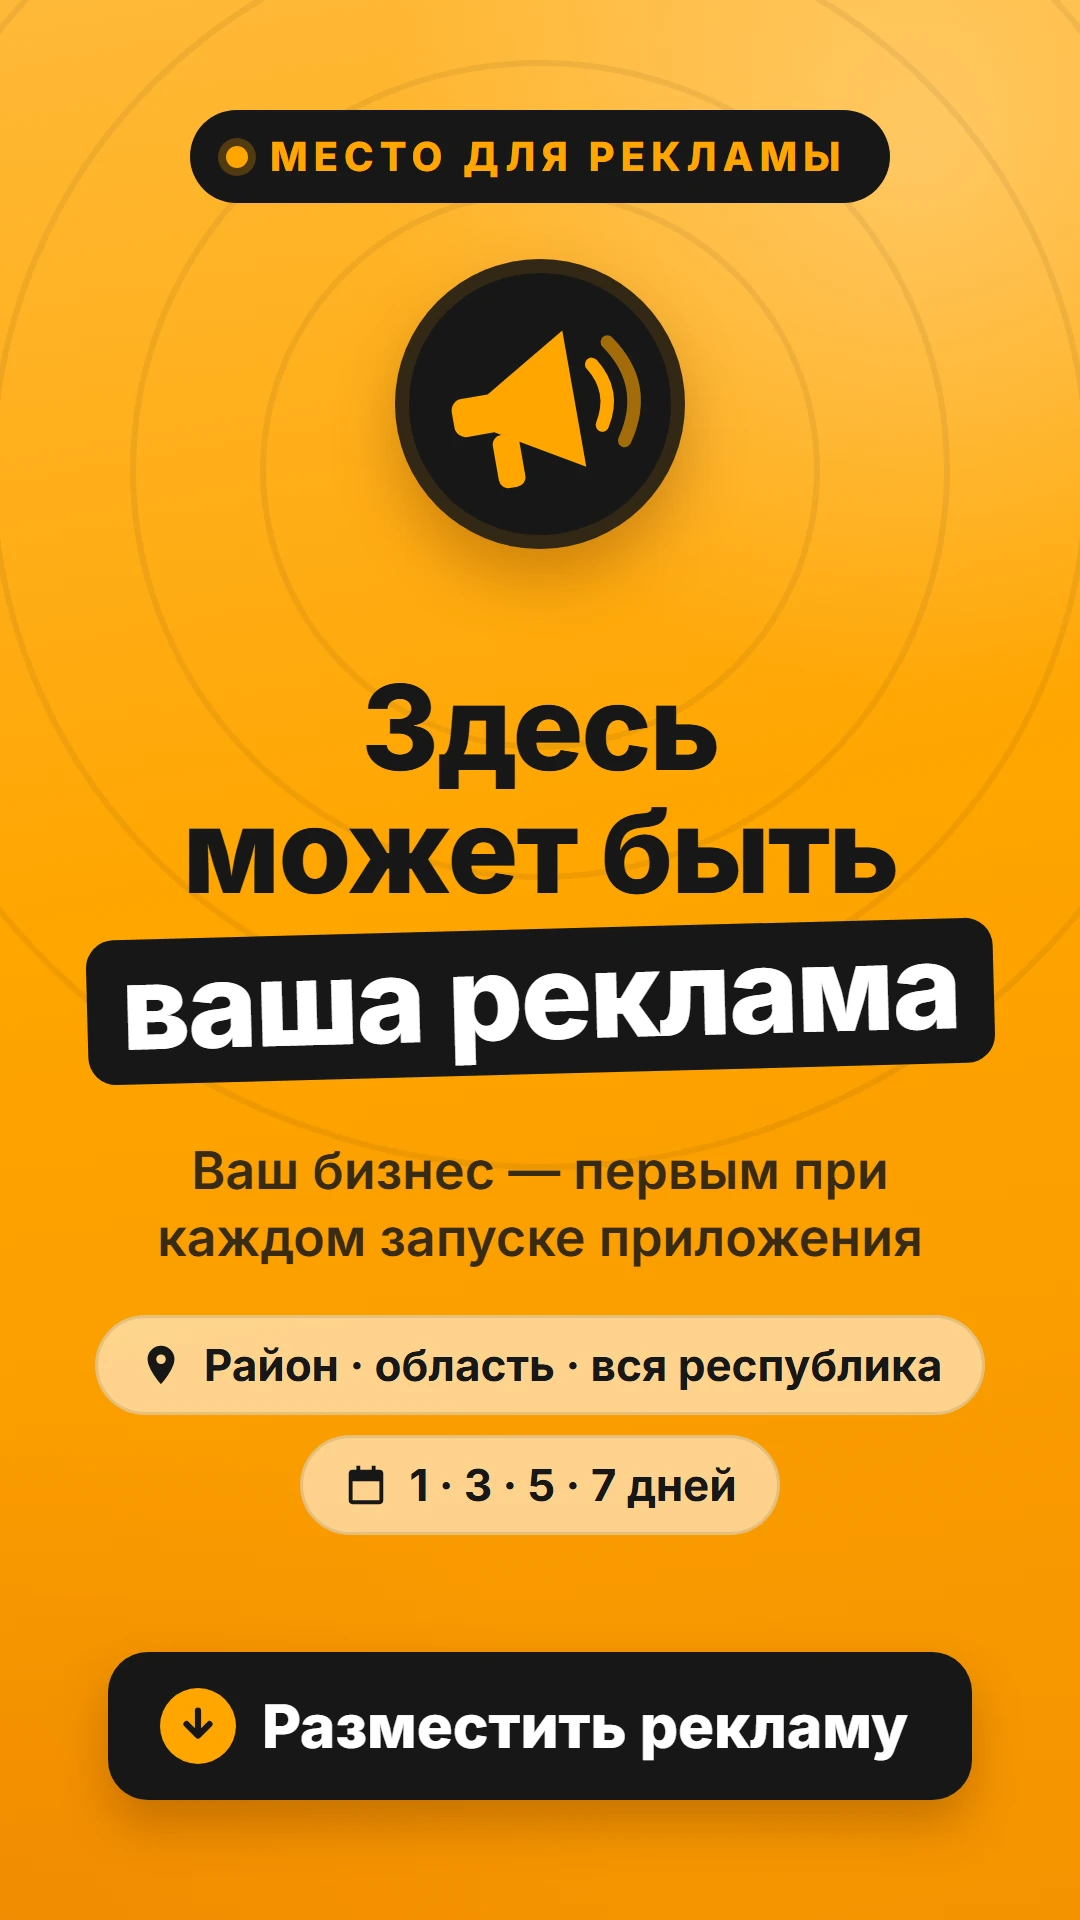 МЕСТО ДЛЯ РЕКЛАМЫ
Здесь
может быть
ваша реклама
Ваш бизнес — первым при
каждом запуске приложения
Район · область · вся республика
1 · 3 · 5 · 7 дней
Разместить рекламу